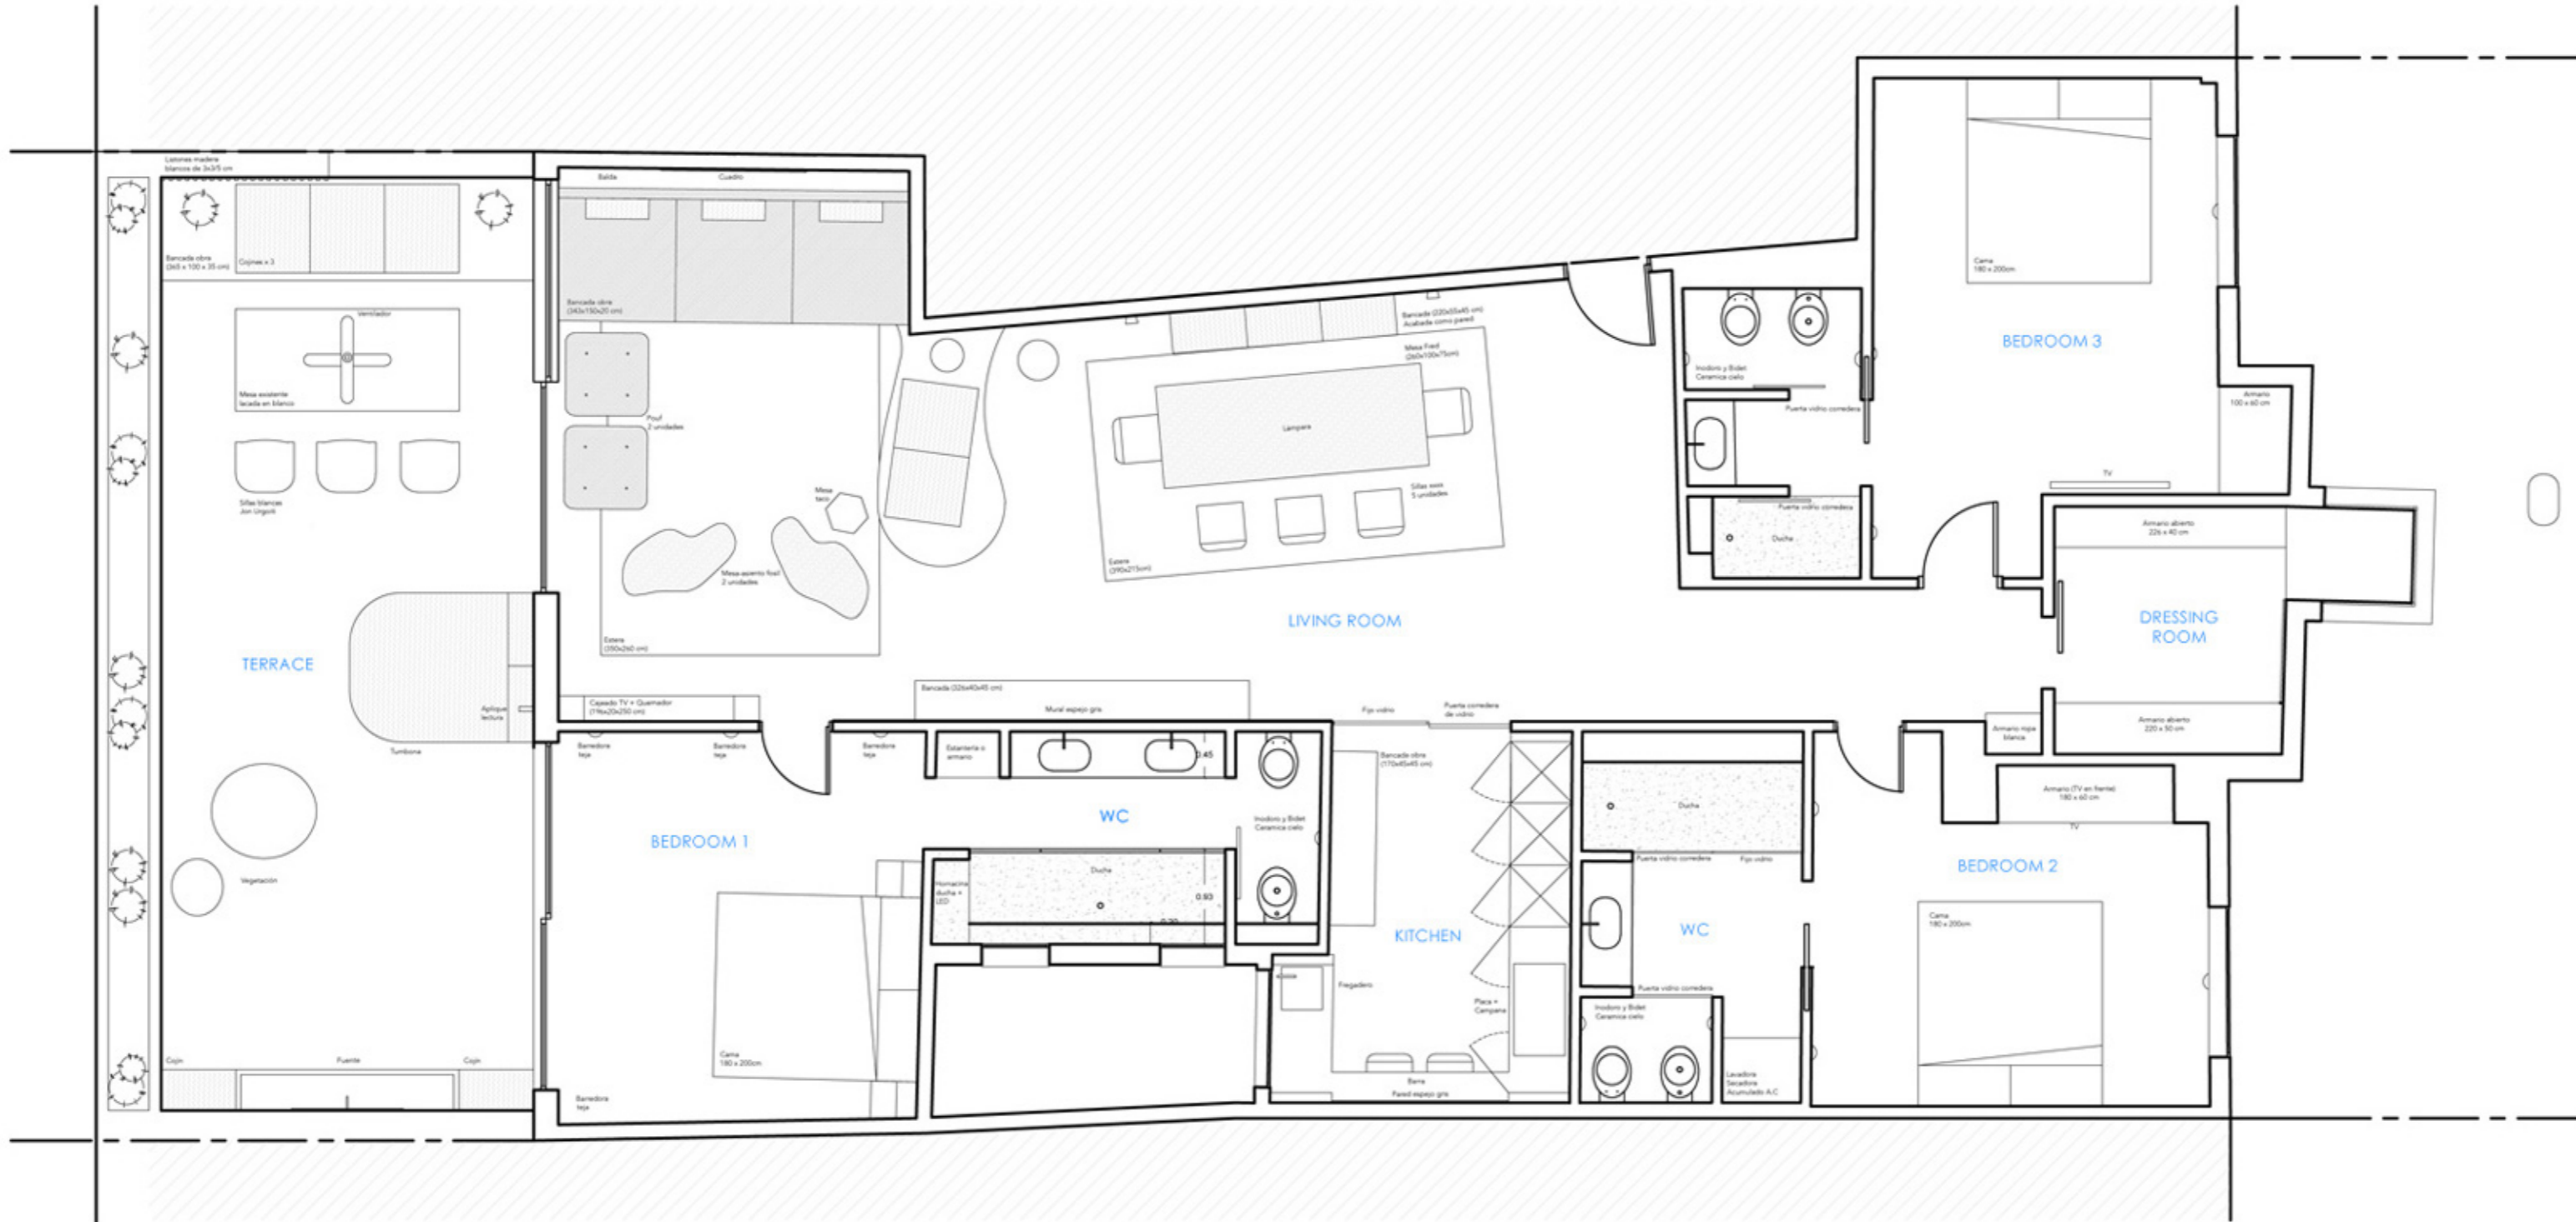 Listones madera
blancos de 3x3/5 cm
Bancada obra
(365 x 100 x 35 cm)
Cojines x 3
Ventilador
Mesa existente
lacada en blanco
Sillas blancas
Jon Urgoiti
TERRACE
Aplique
lectura
Tumbona
Vegetación
Cojín
Fuente
Cojín
Balda
Cuadro
Bancada obra
(343x150x20 cm)
Pouf
2 unidades
Mesa
taco
Mesa-asiento fosil
2 unidades
Estera
(350x260 cm)
Cajeado TV + Quemador
(196x20x250 cm)
Bancada (326x40x45 cm)
Mural espejo gris
Bancada (220x55x45 cm)
Acabada como pared
Mesa Fred
(260x100x75cm)
Lámpara
Sillas xxxx
5 unidades
Estera
(390x215cm)
LIVING ROOM
Fijo vidrio
Puerta corredera
de vidrio
Barredora
teja
Barredora
teja
Barredora
teja
BEDROOM 1
Cama
180 x 200cm
Barredora
teja
Estantería o
armario
0.45
WC
Inodoro y Bidet
Ceramica cielo
Hornacina
ducha +
LED
Ducha
0.93
0.20
Bancada obra
(170x45x45 cm)
KITCHEN
Fregadero
Placa +
Campana
Barra
Pared espejo gris
Ducha
Puerta vidrio corredera
Fijo vidrio
WC
Puerta vidrio corredera
Inodoro y Bidet
Ceramica cielo
Lavadora
Secadora
Acumulado A.C
Inodoro y Bidet
Ceramica cielo
Puerta vidrio corredera
Puerta vidrio corredera
Ducha
Cama
180 x 200cm
BEDROOM 3
Armario
100 x 60 cm
TV
Armario abierto
226 x 40 cm
DRESSING
ROOM
Armario abierto
220 x 50 cm
Armario ropa
blanca
Armario (TV en frente)
180 x 60 cm
TV
BEDROOM 2
Cama
180 x 200cm